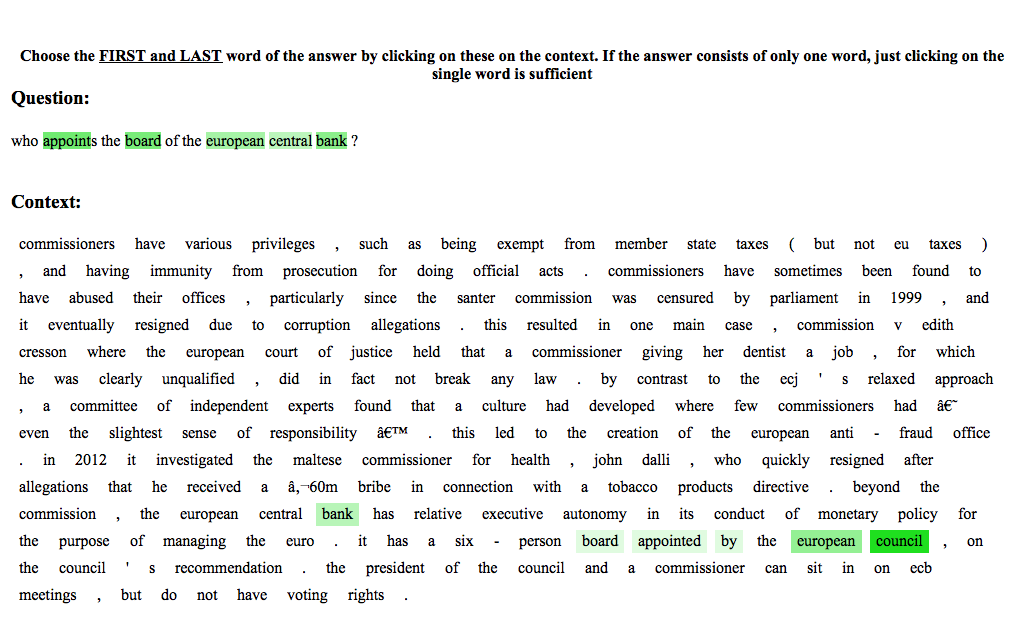 Choose the FIRST and LAST word of the answer by clicking on these on the context. If the answer consists of only one word, just clicking on the
single word is sufficient
Question:
who appoints the board of the european central bank ?
Context:
commissioners have various privileges , such as being exempt from member state taxes ( but not eu taxes )
, and having immunity from prosecution for doing official acts . commissioners have sometimes been found to
have abused their offices , particularly since the santer commission was censured by parliament in 1999 , and
it eventually resigned due to corruption allegations . this resulted in one main case , commission v edith
cresson where the european court of justice held that a commissioner giving her dentist a job , for which
he was clearly unqualified , did in fact not break any law . by contrast to the ecj ' s relaxed approach
, a committee of independent experts found that a culture had developed where few commissioners had â€˜
even the slightest sense of responsibility â€™ . this led to the creation of the european anti - fraud office
. in 2012 it investigated the maltese commissioner for health , john dalli , who quickly resigned after
allegations that he received a â‚¬60m bribe in connection with a tobacco products directive . beyond the
commission , the european central bank has relative executive autonomy in its conduct of monetary policy for
the purpose of managing the euro . it has a six - person board appointed by the european council , on
the council ' s recommendation . the president of the council and a commissioner can sit in on ecb
meetings , but do not have voting rights .